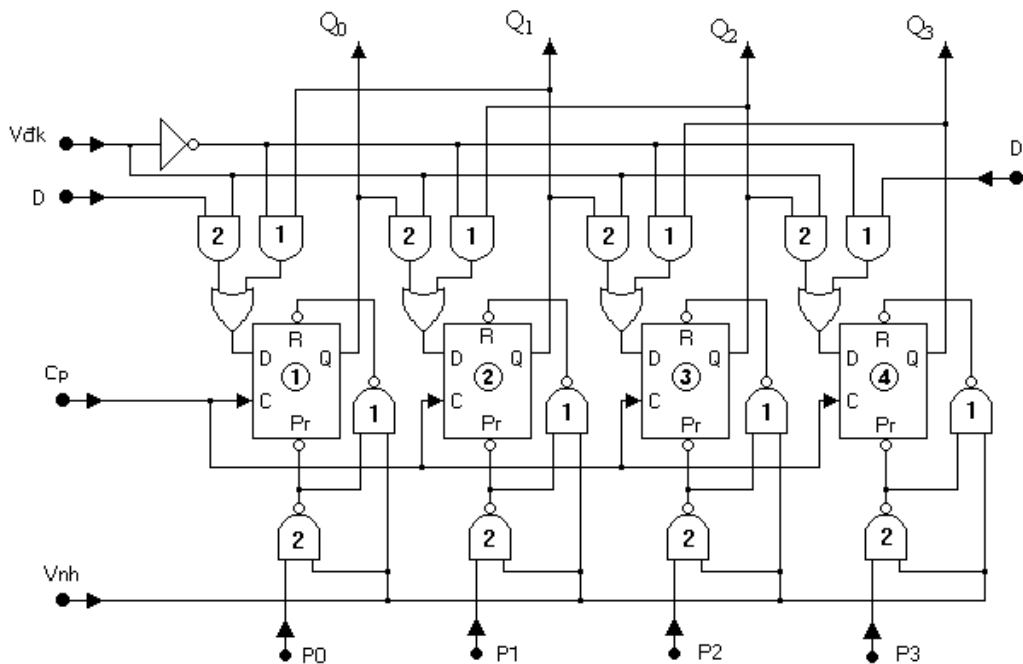 Q0 Q1 Q2 Q3
Vđk
D D
2 1 2 1 2 1 2 1
R R R R
D Q D Q D Q D Q
1 2 3 4
Cp C C C C
1 1 1 1
Pr Pr Pr Pr
2 2 2 2
Vnh
P0 P1 P2 P3